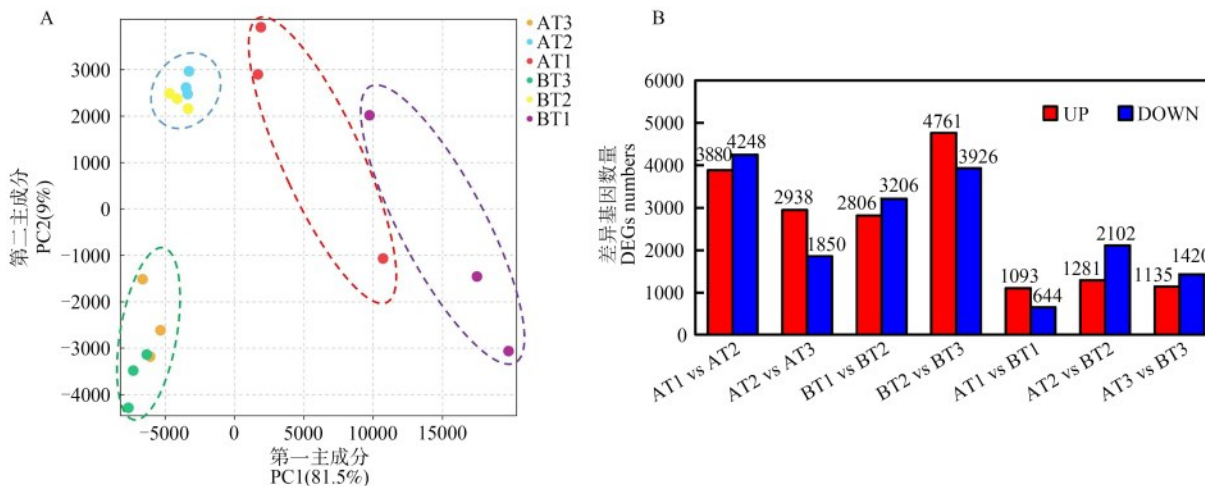 A
AT3
AT2
AT1
BT3
BT2
BT1
3000
2000
1000
0
−1000
−2000
−3000
−4000
第二主成分
PC2(9%)
−5000 0 5000 10000 15000
第一主成分
PC1(81.5%)
B
6000
5000
4000
3000
2000
1000
0
差异基因数量
DEGs numbers
UP DOWN
3880 4248 2938 1850 2806 3206 4761 3926 1093 644 1281 2102 1135 1420
AT1 vs AT2
AT2 vs AT3
BT1 vs BT2
BT2 vs BT3
AT1 vs BT1
AT2 vs BT2
AT3 vs BT3